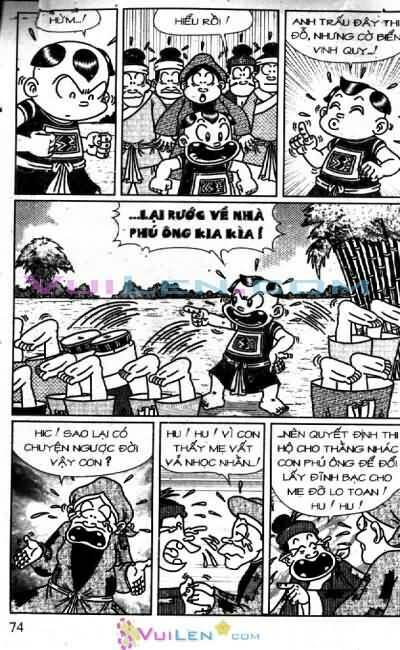 HỪM...!
HIỂU RỒI!
ANH TRẤU ĐÂY THI
ĐỖ, NHƯNG CỜ BIỂN
VINH QUY...!
...LẠI RƯỚC VỀ NHÀ
PHÚ ÔNG KIA KÌA!
VUILEN.COM
HIC! SAO LẠI CÓ
CHUYỆN NGƯỢC ĐỜI
VẬY CON?
HU! HU! VÌ CON
THẤY MẸ VẤT
VẢ NHỌC NHẰN...!
...NÊN QUYẾT ĐỊNH THI
HỘ CHO THẰNG NHÁC
CON PHÚ ÔNG ĐỂ ĐỔI
LẤY ĐĨNH BẠC CHO
MẸ ĐỠ LO TOAN!
HU! HU!
74
VUILEN.COM